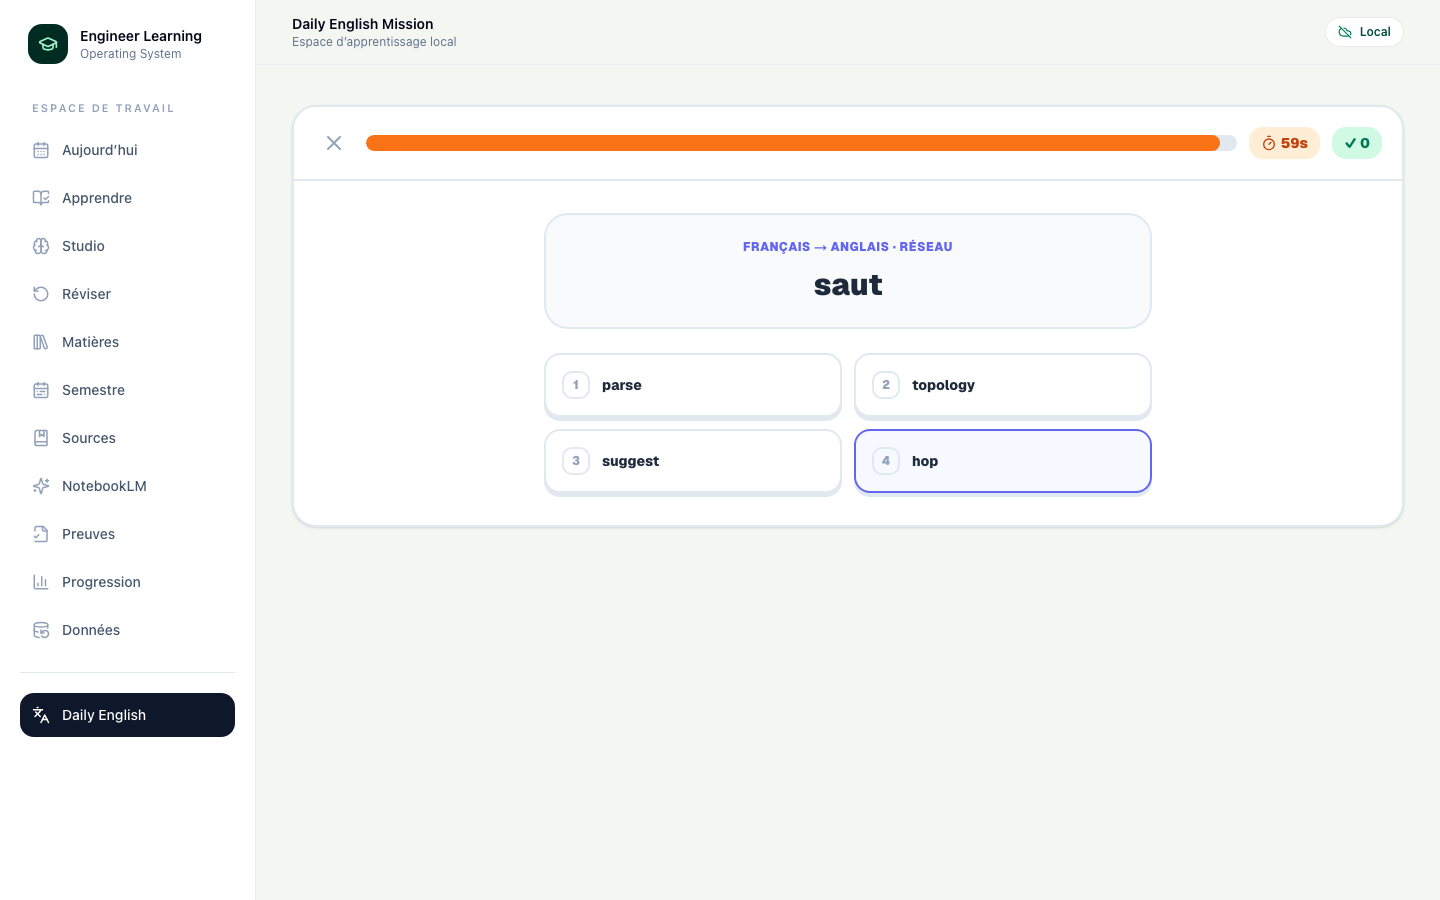 Engineer Learning
Operating System
ESPACE DE TRAVAIL
Aujourd’hui
Apprendre
Studio
Réviser
Matières
Semestre
Sources
NotebookLM
Preuves
Progression
Données
Daily English
Daily English Mission
Espace d’apprentissage local
Local
59s
0
FRANÇAIS → ANGLAIS · RÉSEAU
saut
1 parse
2 topology
3 suggest
4 hop